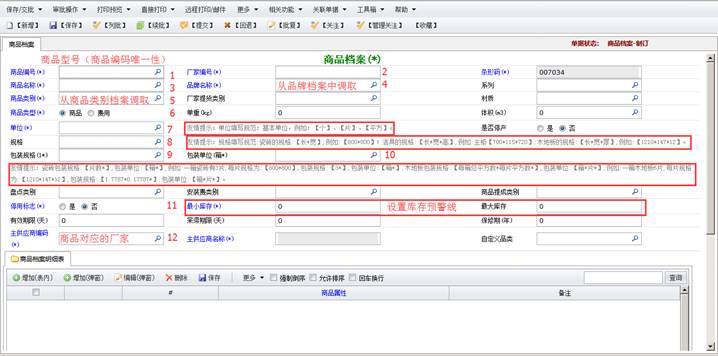 保存/交批 审批操作 打印预览 直接打印 远程打印/邮件 更多 相关功能 关联单据 工具箱 帮助
【新增】 【保存】 【列批】 【续批】 【提交】 【回退】 【批复】 【关注】 【管理关注】 【收藏】
商品档案 单据状态: 商品档案-制订
商品型号（商品编码唯一性） 商品档案(*)
商品编号(*) 1 厂家编号(*) 2 条形码(*) 007034
商品名称(*) 3 品牌名称(*) 从品牌档案中调取 4 系列
商品类别(*) 从商品类别档案调取 5 厂家提货类别 材质
商品类型(*) 商品 费用 6 单重(kg) 0 体积(m3) 0
单位(*) 7 友情提示: 单位填写规范: 基本单位, 例如: 【个】、【片】、【平方】。 是否停产 是 否
规格 8 友情提示: 规格填写规范: 瓷砖的规格 【长*宽】, 例如: 【800*800】; 洁具的规格: 【长*宽*高】, 例如: 主柜【700*115*720】; 木地板的规格: 【长*宽*厚】, 例如: 【1210*147*12】。
包装规格(1*) 9 包装单位(箱*) 10
友情提示: 瓷砖包装规格: 【片数*】, 包装单位: 【箱*】, 例如: 一箱瓷砖有3片, 每片规格为: 【800*800】, 包装规格: 【3*】, 包装单位: 【箱*】; 木地板包装规格: 【每箱总平方数*每片平方数*】, 包装单位: 【箱*片*】, 例如: 一箱木地板6片, 每片规格
为: 【1210*147*12】, 包装规格: 【1.7787*0.17787*】, 包装单位: 【箱*片*】。
盘点类别 安装费类别 商品提成类别
停用标志(*) 是 否 11 最小库存(*) 0 设置库存预警线 最大库存 0
有效期限(天) 0 采需期限(天) 0 保修期(年) 0
主供应商编码(*) 商品对应的厂家 12 主供应商名称(*) 自定义品类
商品档案明细表
增加(表内) 增加(弹窗) 编辑(弹窗) 删除 保存 更多 强制倒序 允许排序 回车换行 查询
# 商品属性 备注